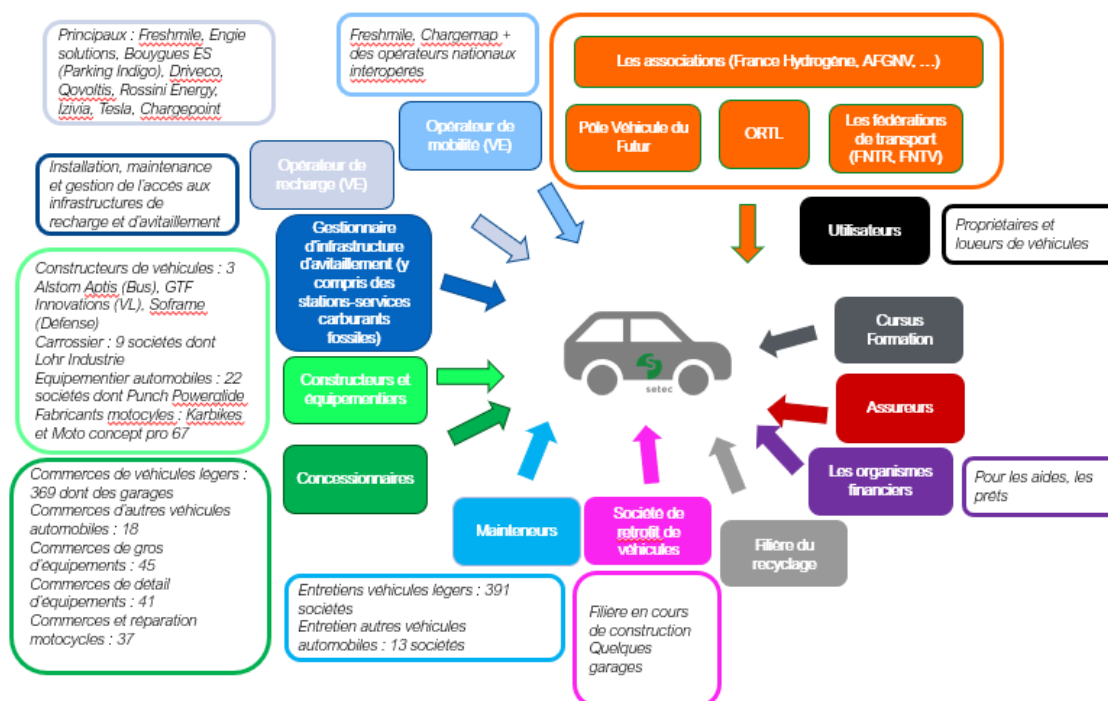 Principaux : Freshmile, Engie
solutions, Bouygues ES
(Parking Indigo), Driveco,
Qovoltis, Rossini Energy,
Izivia, Tesla, Chargepoint
Freshmile, Chargemap +
des opérateurs nationaux
intéropérés
Les associations (France Hydrogène, AFGNV, …)
Pôle Véhicule du
Futur
ORTL
Les fédérations
de transport
(FNTR, FNTV)
Opérateur de
mobilité (VE)
Opérateur de
recharge (VE)
Installation, maintenance
et gestion de l'accès aux
infrastructures de
recharge et d'avitaillement
Gestionnaire
d'infrastructure
d'avitaillement (y
compris des
stations-services
carburants
fossiles)
Utilisateurs
Propriétaires et
loueurs de véhicules
Constructeurs de véhicules : 3
Alstom Aptis (Bus), GTF
Innovations (VL), Soframe
(Défense)
Carrossier : 9 sociétés dont
Lohr Industrie
Equipementier automobiles : 22
sociétés dont Punch Powerglide
Fabricants motocyles : Karbikes
et Moto concept pro 67
Constructeurs et
équipementiers
setec
Cursus
Formation
Assureurs
Les organismes
financiers
Pour les aides, les
prêts
Concessionnaires
Commerces de véhicules légers :
369 dont des garages
Commerces d'autres véhicules
automobiles : 18
Commerces de gros
d'équipements : 45
Commerces de détail
d'équipements : 41
Commerces et réparation
motocycles : 37
Mainteneurs
Société de
retrofit de
véhicules
Filière du
recyclage
Entretiens véhicules légers : 391
sociétés
Entretien autres véhicules
automobiles : 13 sociétés
Filière en cours
de construction
Quelques
garages